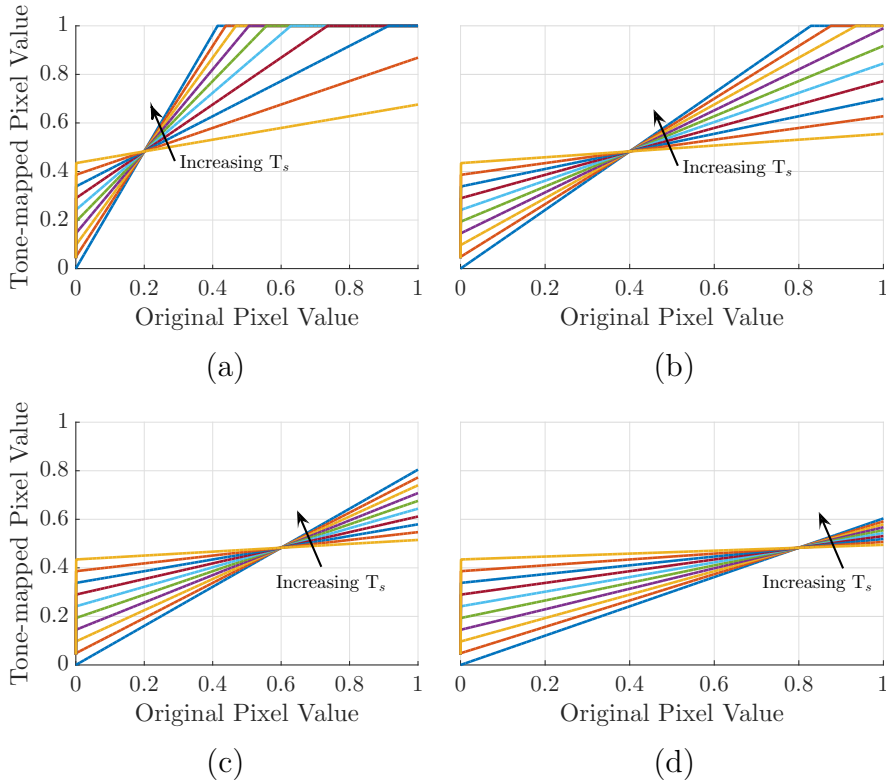 Tone-mapped Pixel Value
1
0.8
0.6
0.4
0.2
0
Increasing Tₛ
0 0.2 0.4 0.6 0.8 1
Original Pixel Value
(a)
Increasing Tₛ
0 0.2 0.4 0.6 0.8 1
Original Pixel Value
(b)
Tone-mapped Pixel Value
1
0.8
0.6
0.4
0.2
0
Increasing Tₛ
0 0.2 0.4 0.6 0.8 1
Original Pixel Value
(c)
Increasing Tₛ
0 0.2 0.4 0.6 0.8 1
Original Pixel Value
(d)